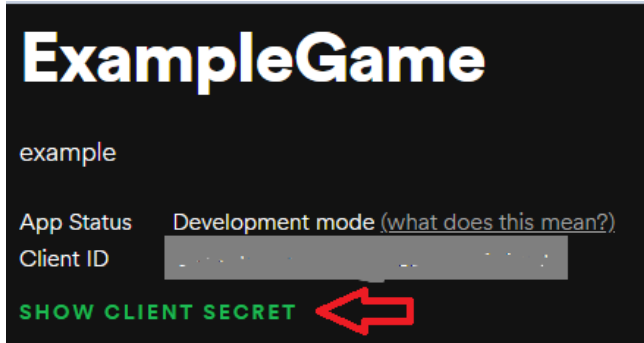 ExampleGame
example
App Status Development mode (what does this mean?)
Client ID
SHOW CLIENT SECRET